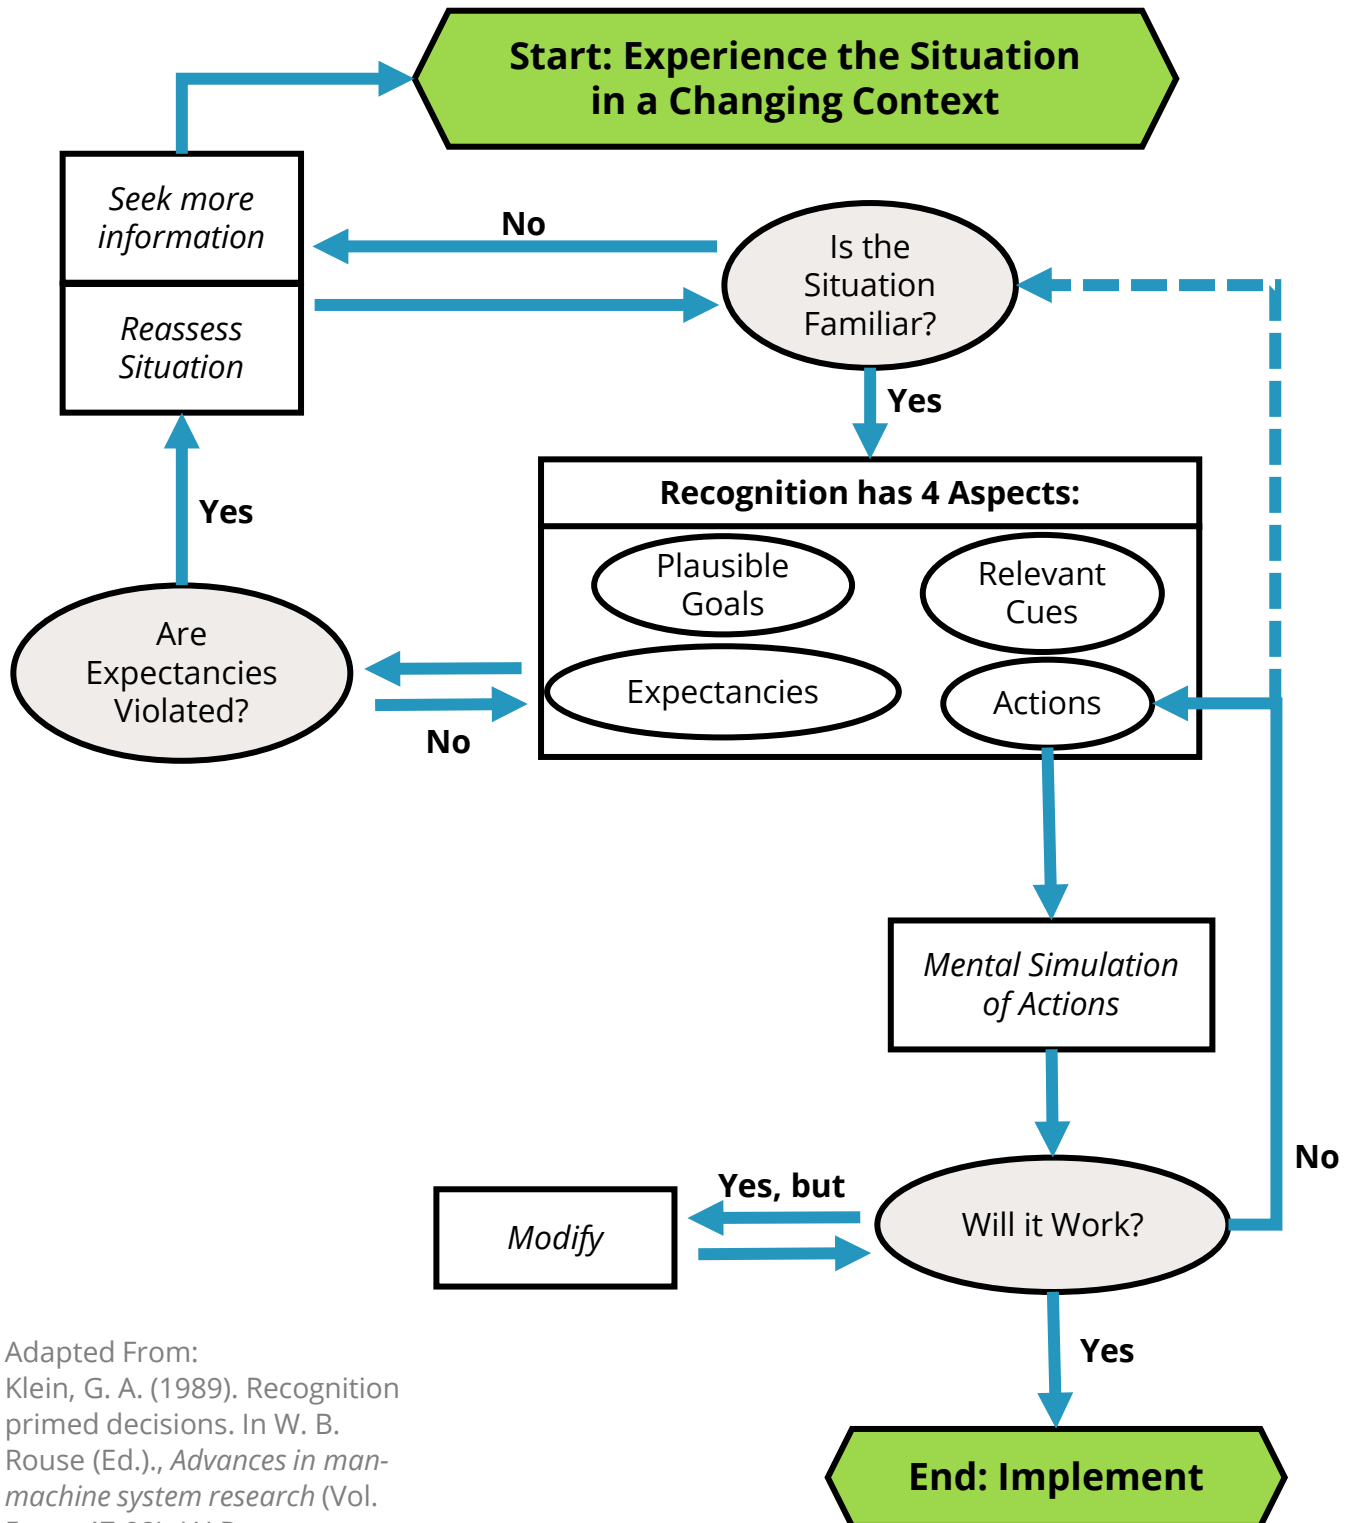 Start: Experience the Situation
in a Changing Context
Seek more
information
No
Is the
Situation
Familiar?
Reassess
Situation
Yes
Recognition has 4 Aspects:
Yes
Plausible
Goals
Relevant
Cues
Are
Expectancies
Violated?
Expectancies
Actions
No
Mental Simulation
of Actions
No
Yes, but
Modify
Will it Work?
Yes
Adapted From:
Klein, G. A. (1989). Recognition
primed decisions. In W. B.
Rouse (Ed.)., Advances in man-
machine system research (Vol.
End: Implement